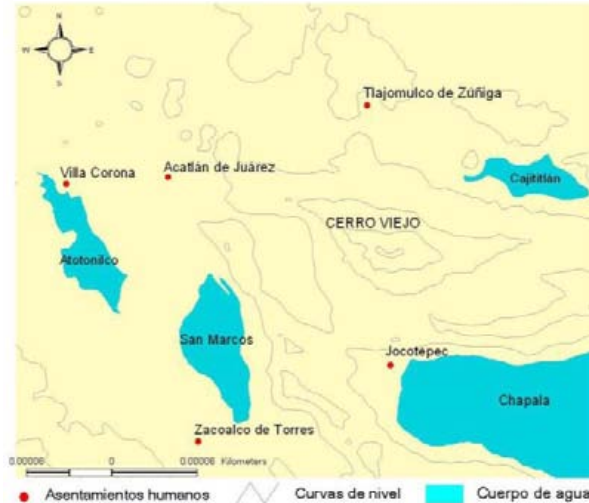 N
W E
S
Tlajomulco de Zúñiga
Villa Corona
Acatlán de Juárez
Cajititlán
CERRO VIEJO
Atotonilco
San Marcos
Jocotepec
Chapala
Zacoalco de Torres
0.00006 0 0.00006 Kilometers
Asentamientos humanos Curvas de nivel Cuerpo de agua